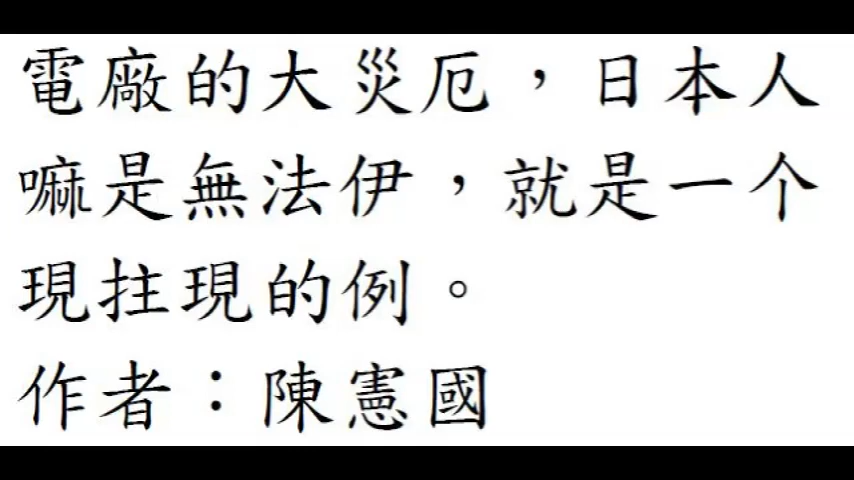 電廠的大災厄，日本人
嘛是無法伊，就是一个
現拄現的例。
作者：陳憲國